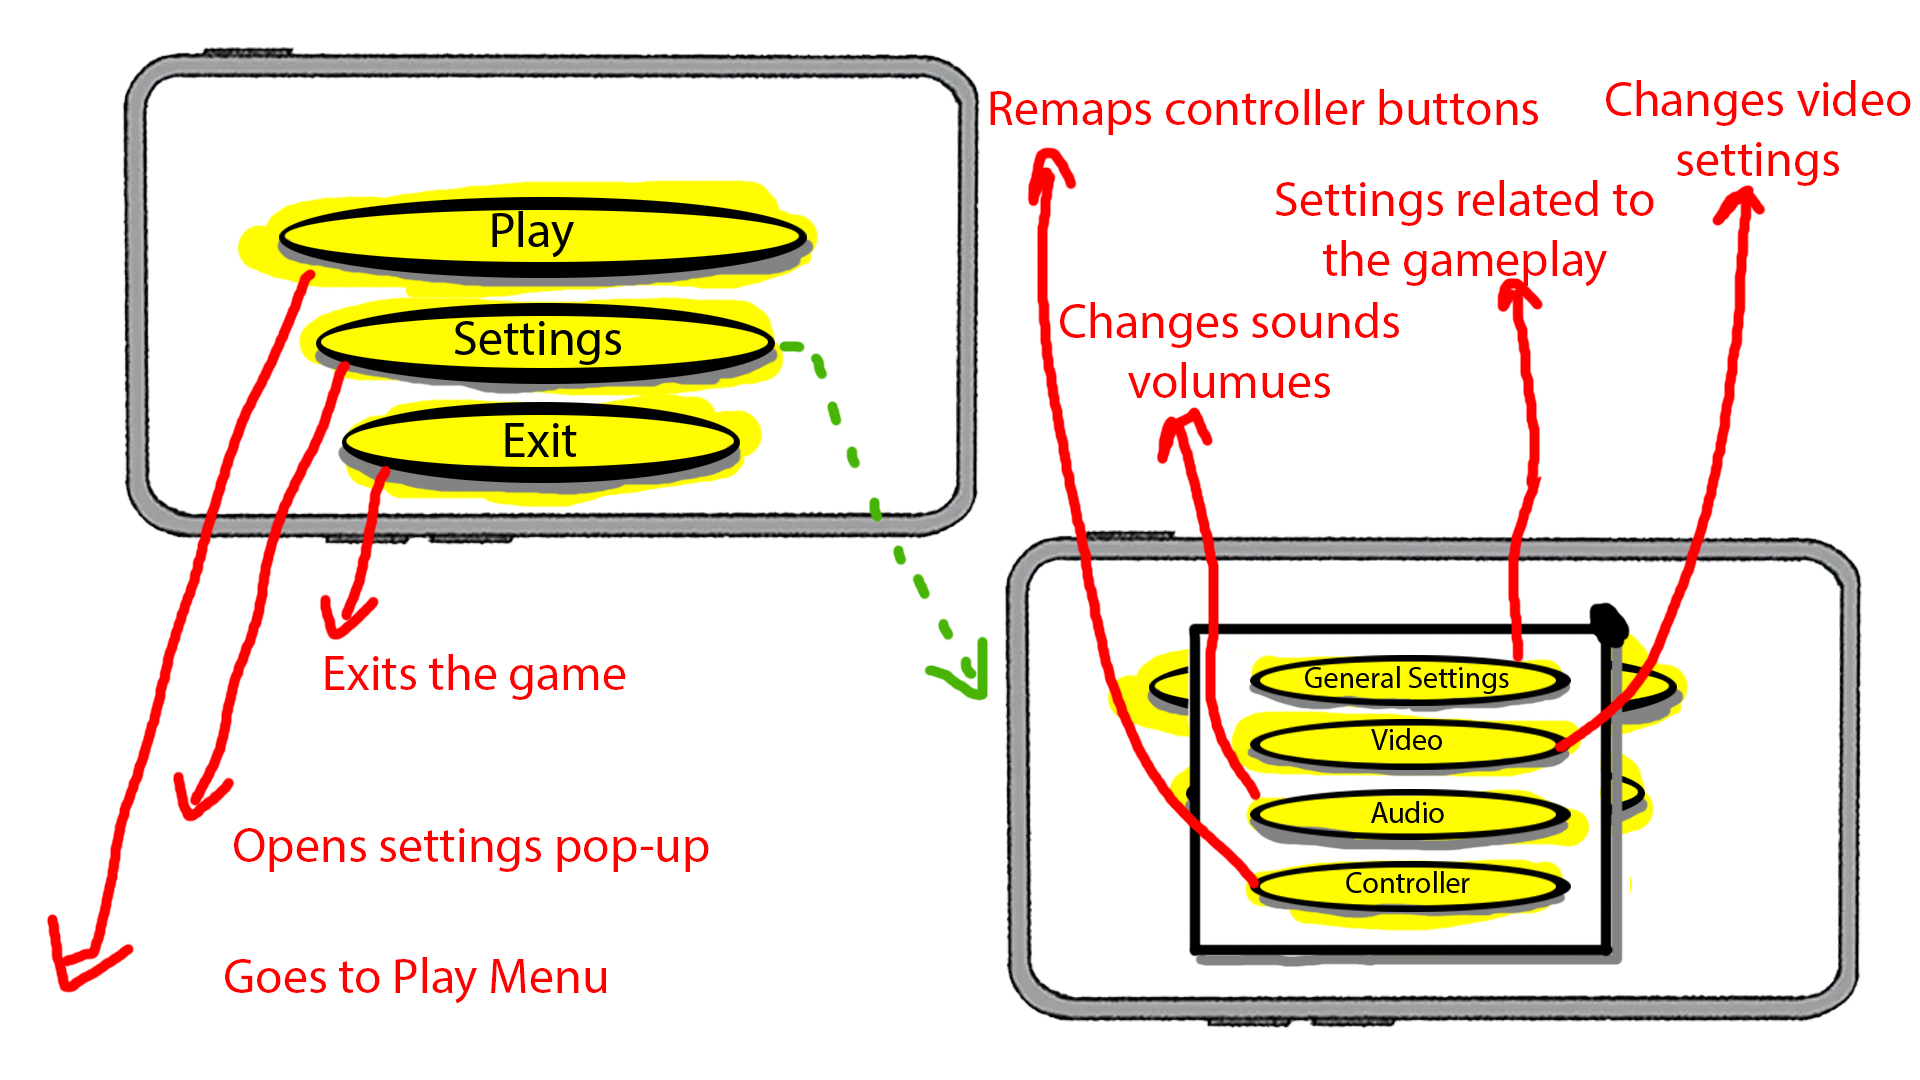 Play
Settings
Exit
Exits the game
Opens settings pop-up
Goes to Play Menu
Remaps controller buttons
Changes video
settings
Settings related to
the gameplay
Changes sounds
volumues
General Settings
Video
Audio
Controller